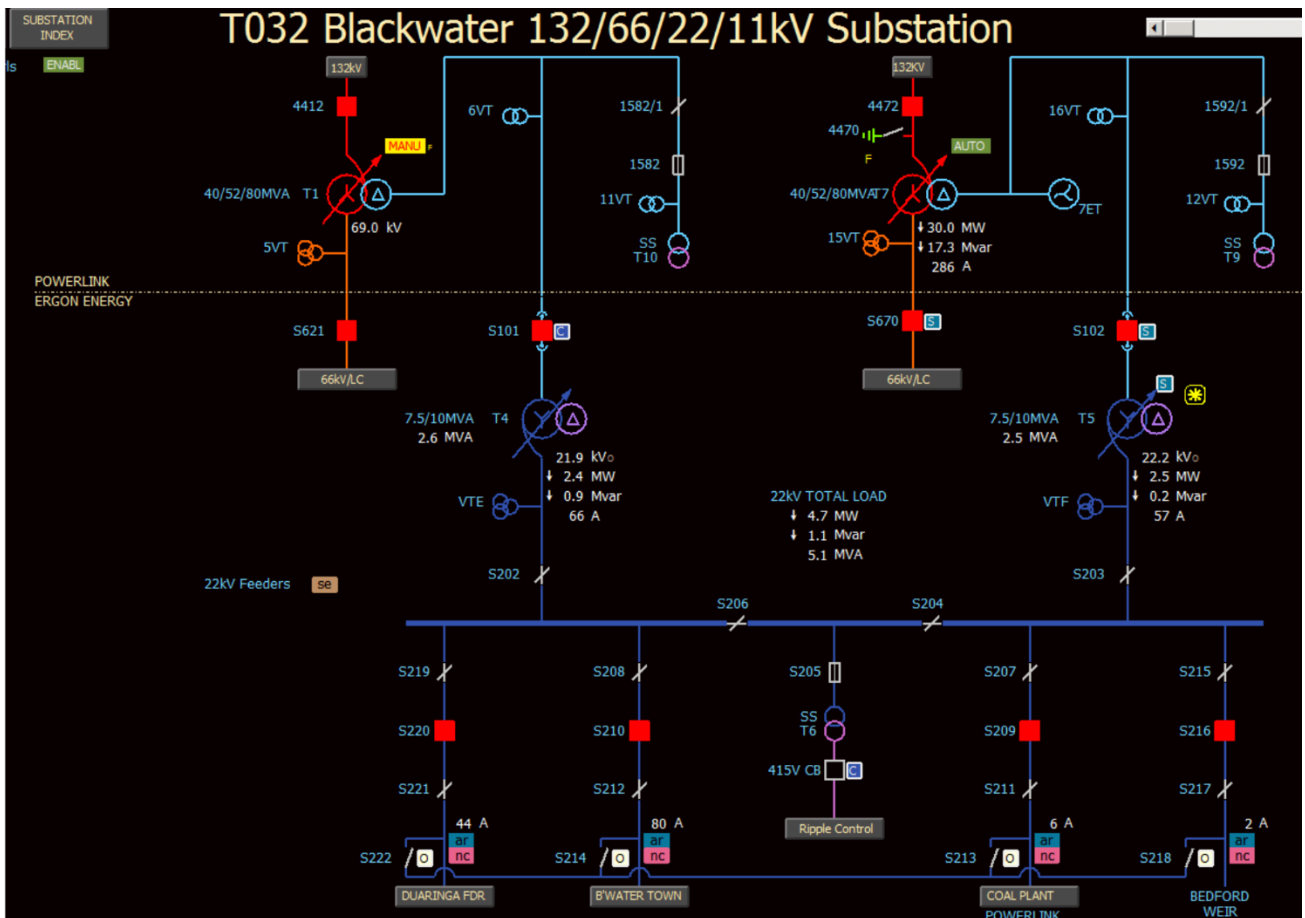 SUBSTATION
INDEX
T032 Blackwater 132/66/22/11kV Substation
ls ENABL
132kV
132KV
4412
6VT
1582/1
4472
4470
16VT
1592/1
MANU F
F
AUTO
1582
1592
40/52/80MVA T1
11VT
40/52/80MVAT7
7ET
12VT
69.0 kV
30.0 MW
17.3 Mvar
286 A
5VT
15VT
SS
T10
SS
T9
POWERLINK
ERGON ENERGY
S621
S101
C
S670
S
S102
S
66kV/LC
66kV/LC
S
7.5/10MVA T4
2.6 MVA
7.5/10MVA T5
2.5 MVA
21.9 kV
2.4 MW
0.9 Mvar
66 A
22.2 kV
2.5 MW
0.2 Mvar
57 A
VTE
VTF
22kV TOTAL LOAD
4.7 MW
1.1 Mvar
5.1 MVA
S202
S203
22kV Feeders se
S206
S204
S219
S208
S205
S207
S215
S220
S210
SS
T6
S209
S216
415V CB
C
S221
S212
S211
S217
44 A
80 A
Ripple Control
6 A
2 A
ar
ar
ar
ar
S222
O
nc
S214
O
nc
S213
O
nc
S218
O
nc
DUARINGA FDR
B'WATER TOWN
COAL PLANT
POWERLINK
BEDFORD
WEIR